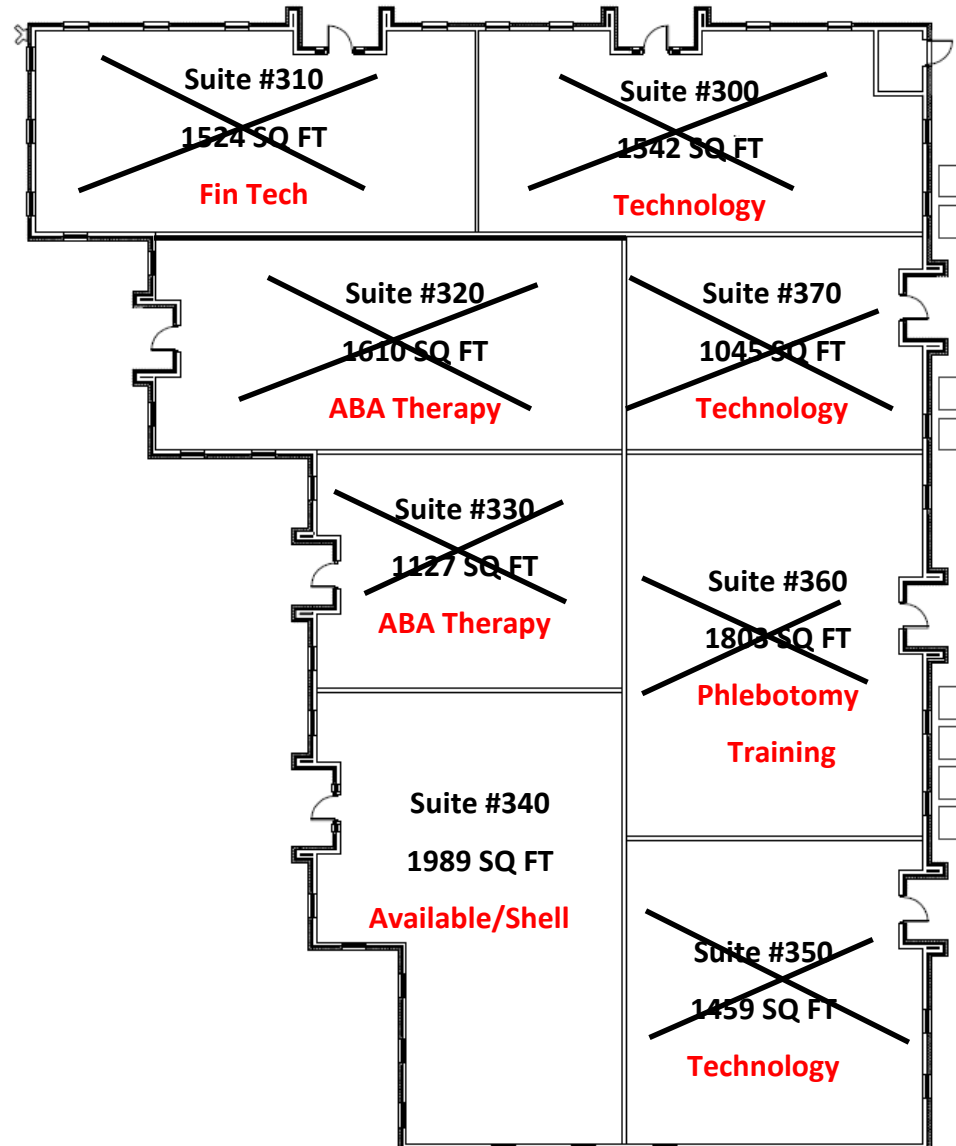 Suite #310
1524 SQ FT
Fin Tech
Suite #300
1542 SQ FT
Technology
Suite #320
1610 SQ FT
ABA Therapy
Suite #370
1045 SQ FT
Technology
Suite #330
1127 SQ FT
ABA Therapy
Suite #360
1803 SQ FT
Phlebotomy
Training
Suite #340
1989 SQ FT
Available/Shell
Suite #350
1459 SQ FT
Technology